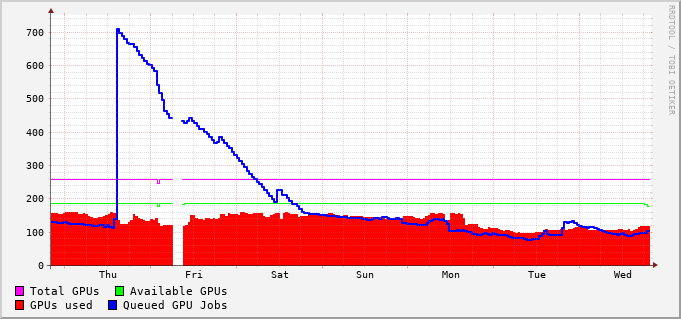 700
600
500
400
300
200
100
0
Thu Fri Sat Sun Mon Tue Wed
Total GPUs Available GPUs
GPUs used Queued GPU Jobs
RRDTOOL / TOBI OETIKER